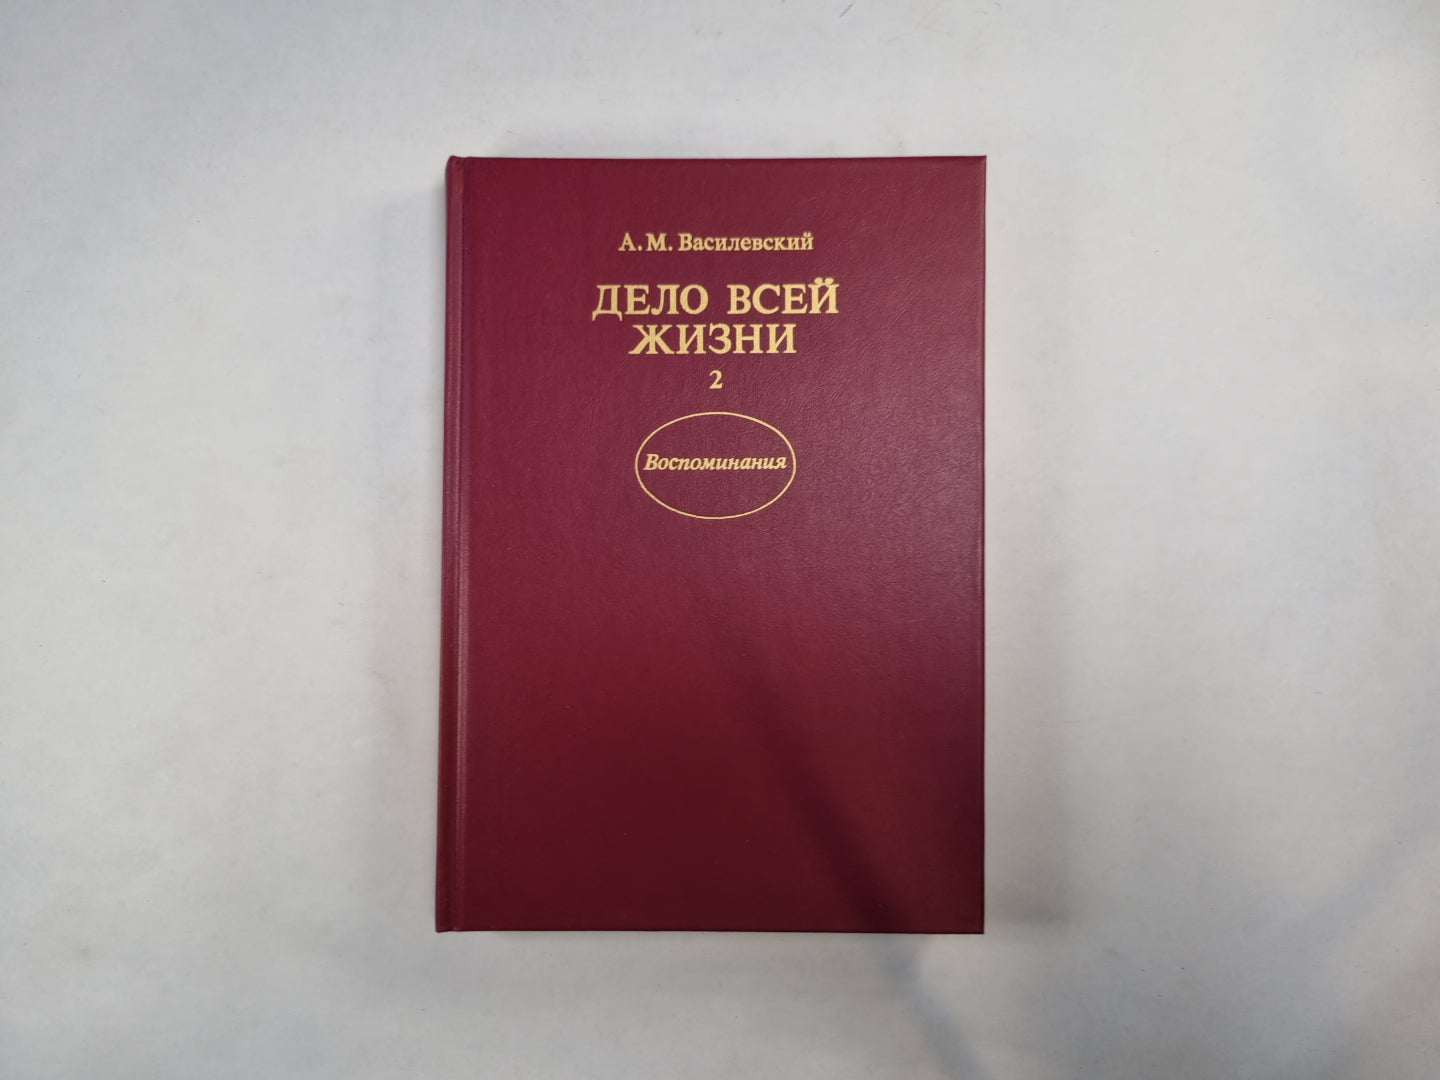 А. М. Василевский
ДЕЛО ВСЕЙ
ЖИЗНИ
2
Воспоминания